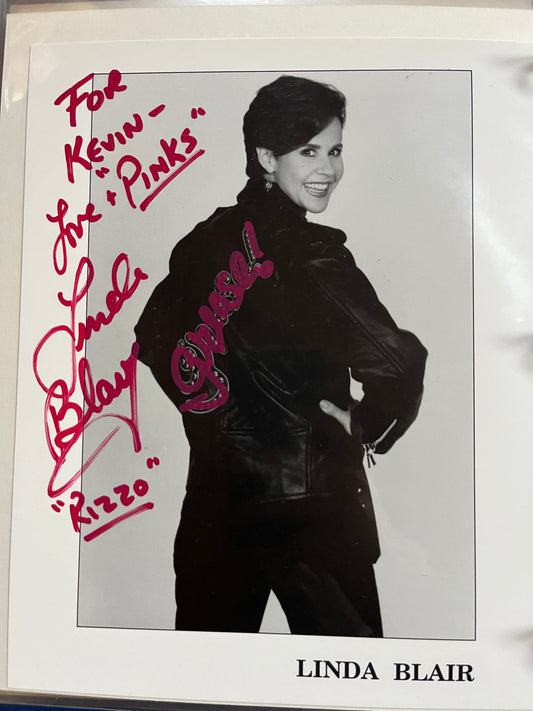 FOR
KEVIN-
"PINKS"
Love +
Linda
Blair
"RIZZO"
Grease!
LINDA BLAIR